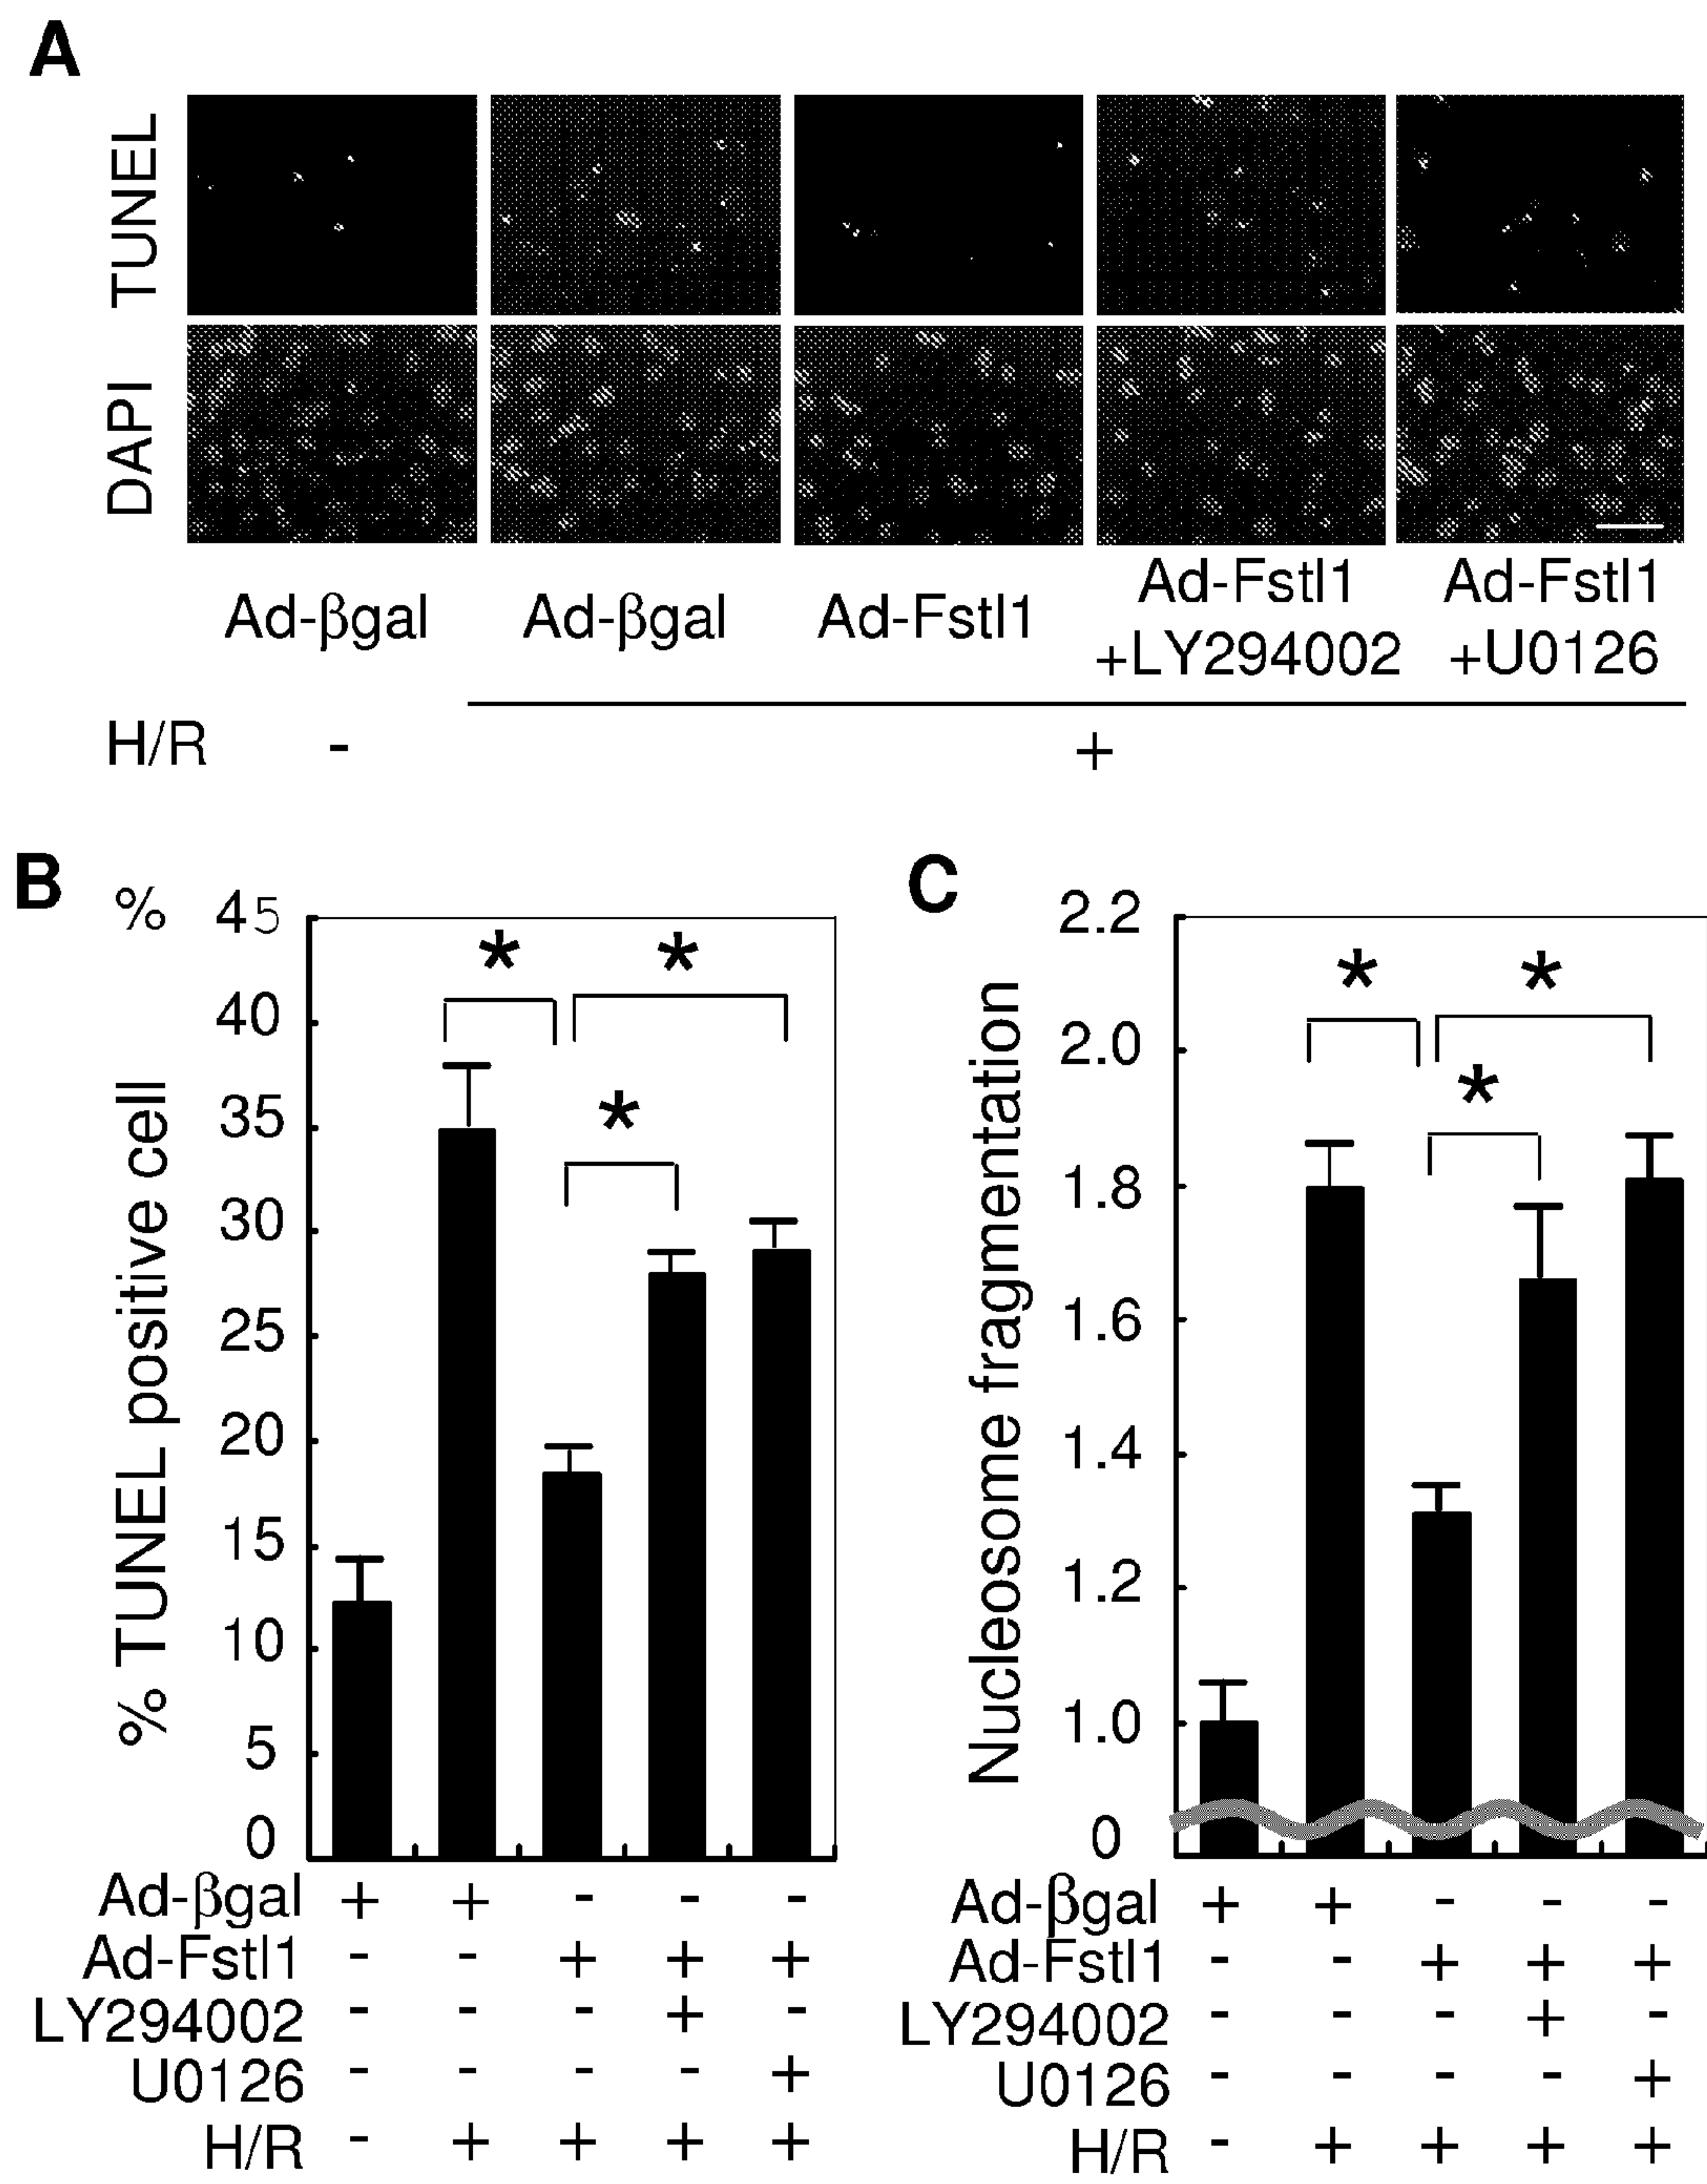 A
TUNEL
DAPI
Ad-βgal Ad-βgal Ad-Fstl1 Ad-Fstl1 +LY294002 Ad-Fstl1 +U0126
H/R - +
B
%
% TUNEL positive cell
45
40
35
30
25
20
15
10
5
0
* *
*
Ad-βgal + + - - -
Ad-Fstl1 - - + + +
LY294002 - - - + -
U0126 - - - - +
H/R - + + + +
C
Nucleosome fragmentation
2.2
2.0
1.8
1.6
1.4
1.2
1.0
0
* *
*
Ad-βgal + + - - -
Ad-Fstl1 - - + + +
LY294002 - - - + -
U0126 - - - - +
H/R - + + + +